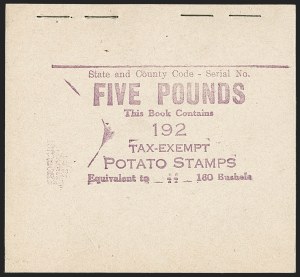 State and County Code - Serial No.
FIVE POUNDS
This Book Contains
192
TAX-EXEMPT
POTATO STAMPS
Equivalent to 160 Bushels